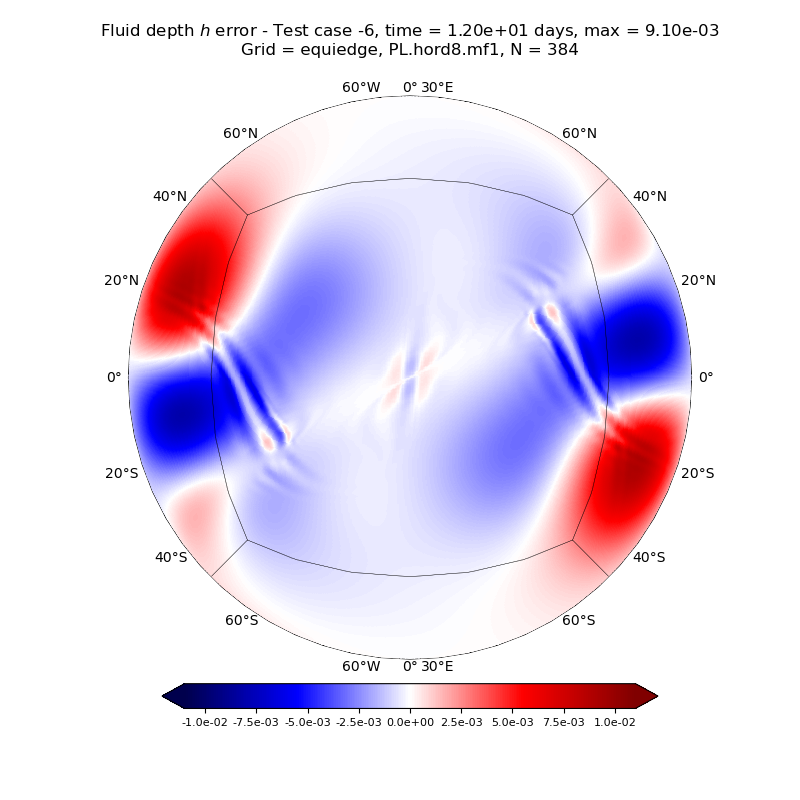 Fluid depth h error - Test case -6, time = 1.20e+01 days, max = 9.10e-03
Grid = equiedge, PL.hord8.mf1, N = 384
60°W 0° 30°E
60°N 60°N
40°N 40°N
20°N 20°N
0° 0°
20°S 20°S
40°S 40°S
60°S 60°S
60°W 0° 30°E
-1.0e-02 -7.5e-03 -5.0e-03 -2.5e-03 0.0e+00 2.5e-03 5.0e-03 7.5e-03 1.0e-02